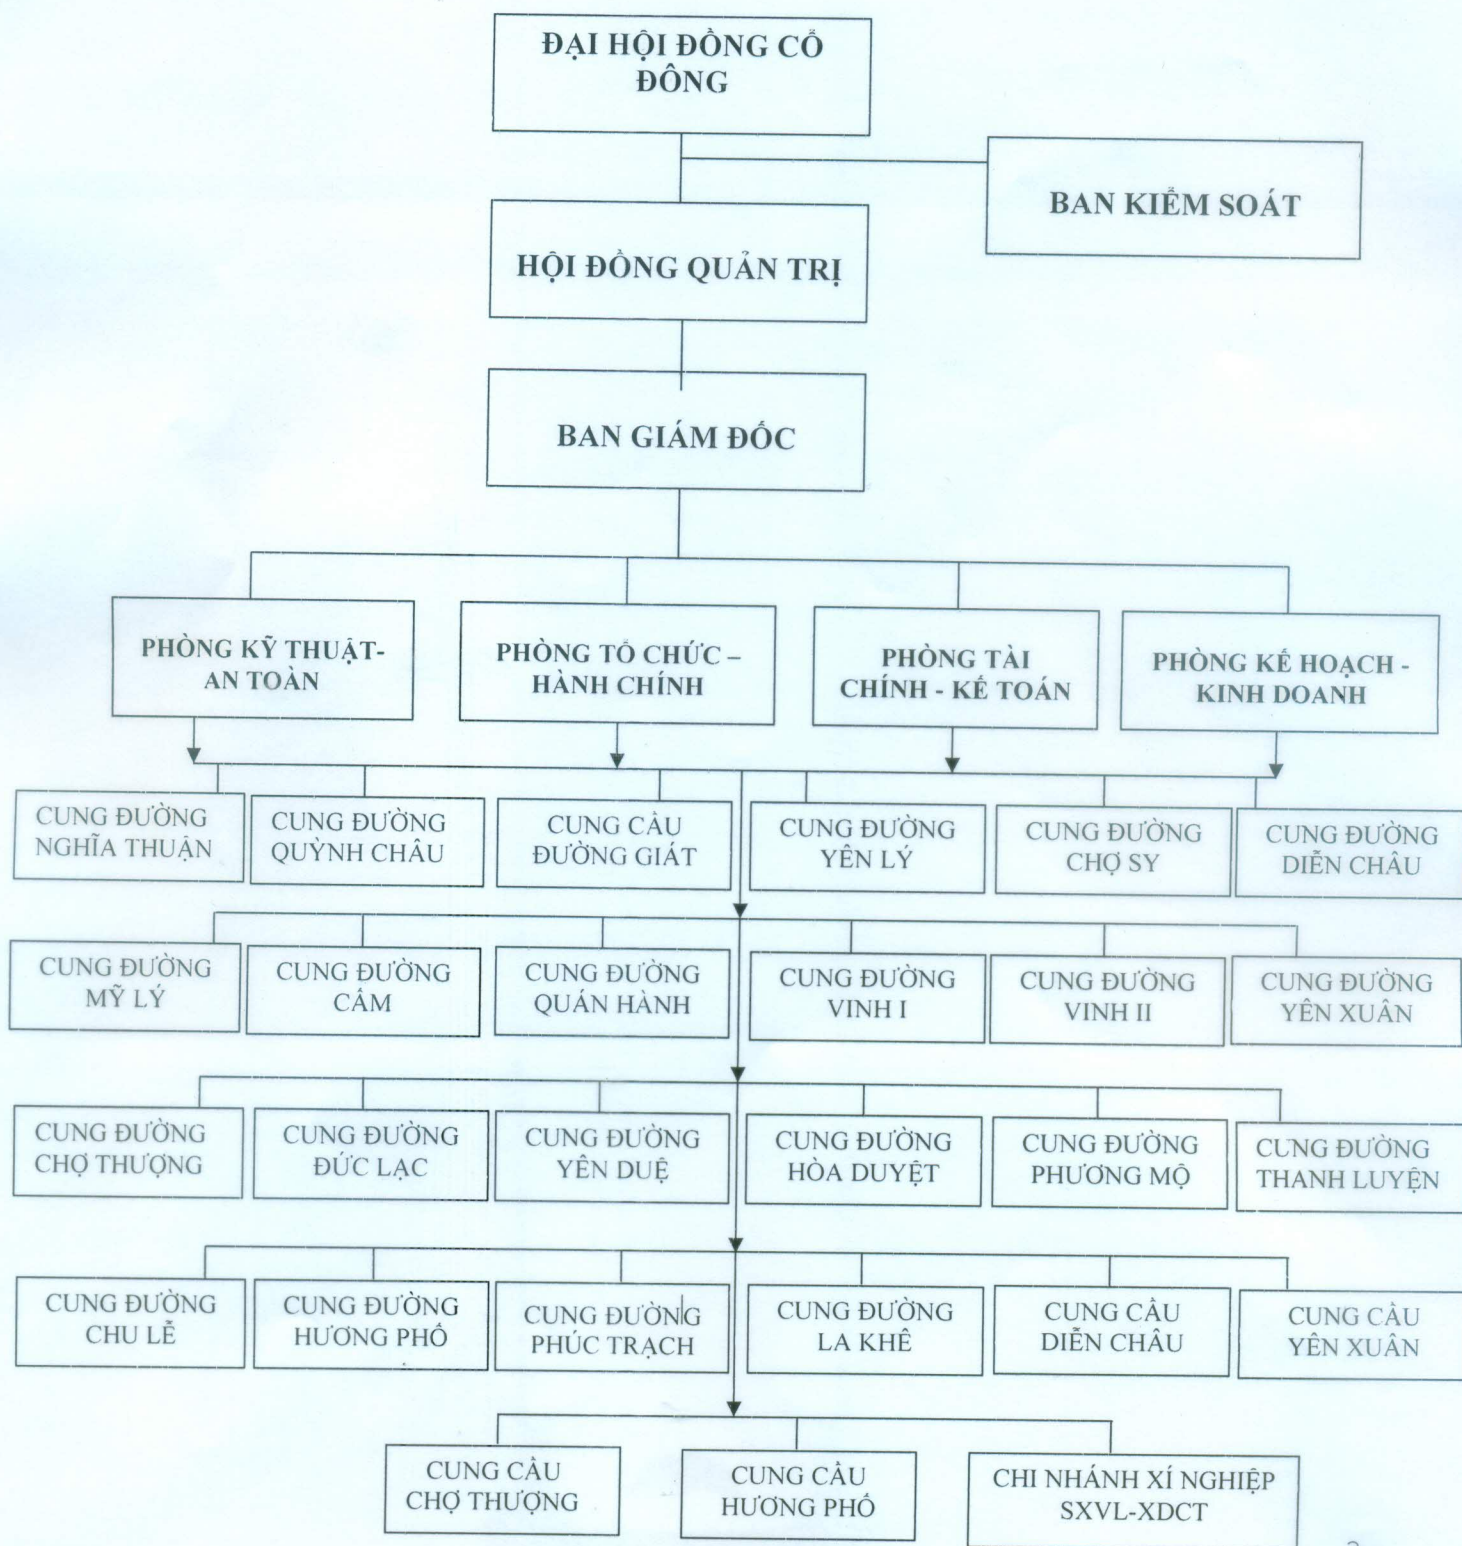 ĐẠI HỘI ĐỒNG CỔ
ĐÔNG
BAN KIỂM SOÁT
HỘI ĐỒNG QUẢN TRỊ
BAN GIÁM ĐỐC
PHÒNG KỸ THUẬT-
AN TOÀN
PHÒNG TỔ CHỨC –
HÀNH CHÍNH
PHÒNG TÀI
CHÍNH - KẾ TOÁN
PHÒNG KẾ HOẠCH -
KINH DOANH
CUNG ĐƯỜNG
NGHĨA THUẬN
CUNG ĐƯỜNG
QUỲNH CHÂU
CUNG CẦU
ĐƯỜNG GIÁT
CUNG ĐƯỜNG
YÊN LÝ
CUNG ĐƯỜNG
CHỢ SY
CUNG ĐƯỜNG
DIỄN CHÂU
CUNG ĐƯỜNG
MỸ LÝ
CUNG ĐƯỜNG
CẤM
CUNG ĐƯỜNG
QUÁN HÀNH
CUNG ĐƯỜNG
VINH I
CUNG ĐƯỜNG
VINH II
CUNG ĐƯỜNG
YÊN XUÂN
CUNG ĐƯỜNG
CHỢ THƯỢNG
CUNG ĐƯỜNG
ĐỨC LẠC
CUNG ĐƯỜNG
YÊN DUỆ
CUNG ĐƯỜNG
HÒA DUYỆT
CUNG ĐƯỜNG
PHƯƠNG MỘ
CUNG ĐƯỜNG
THANH LUYỆN
CUNG ĐƯỜNG
CHU LỄ
CUNG ĐƯỜNG
HƯƠNG PHỐ
CUNG ĐƯỜNG
PHÚC TRẠCH
CUNG ĐƯỜNG
LA KHÊ
CUNG CẦU
DIỄN CHÂU
CUNG CẦU
YÊN XUÂN
CUNG CẦU
CHỢ THƯỢNG
CUNG CẦU
HƯƠNG PHỐ
CHI NHÁNH XÍ NGHIỆP
SXVL-XDCT